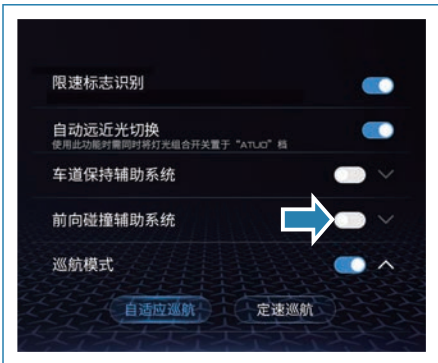 限速标志识别
自动远近光切换
使用此功能时需同时将灯光组合开关置于“ATUO”档
车道保持辅助系统
前向碰撞辅助系统
巡航模式
自适应巡航
定速巡航